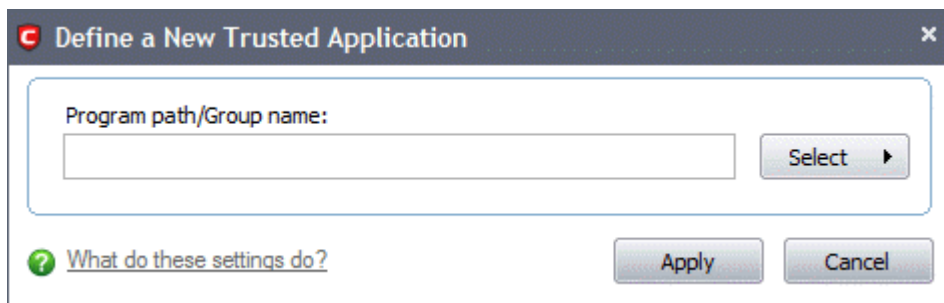 Define a New Trusted Application
Program path/Group name:
Select
What do these settings do?
Apply
Cancel